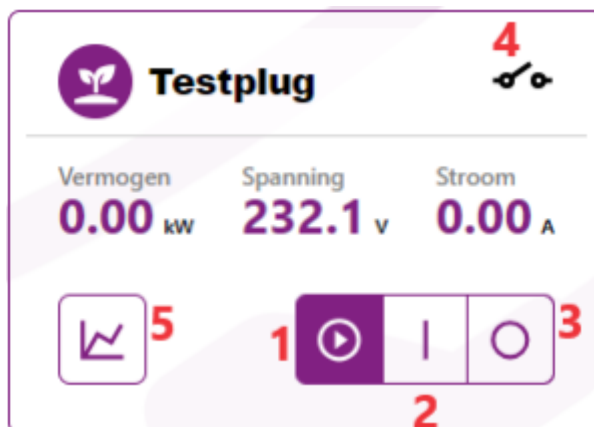 4
Testplug
Vermogen Spanning Stroom
0.00 kW 232.1 V 0.00 A
5 1 3
2